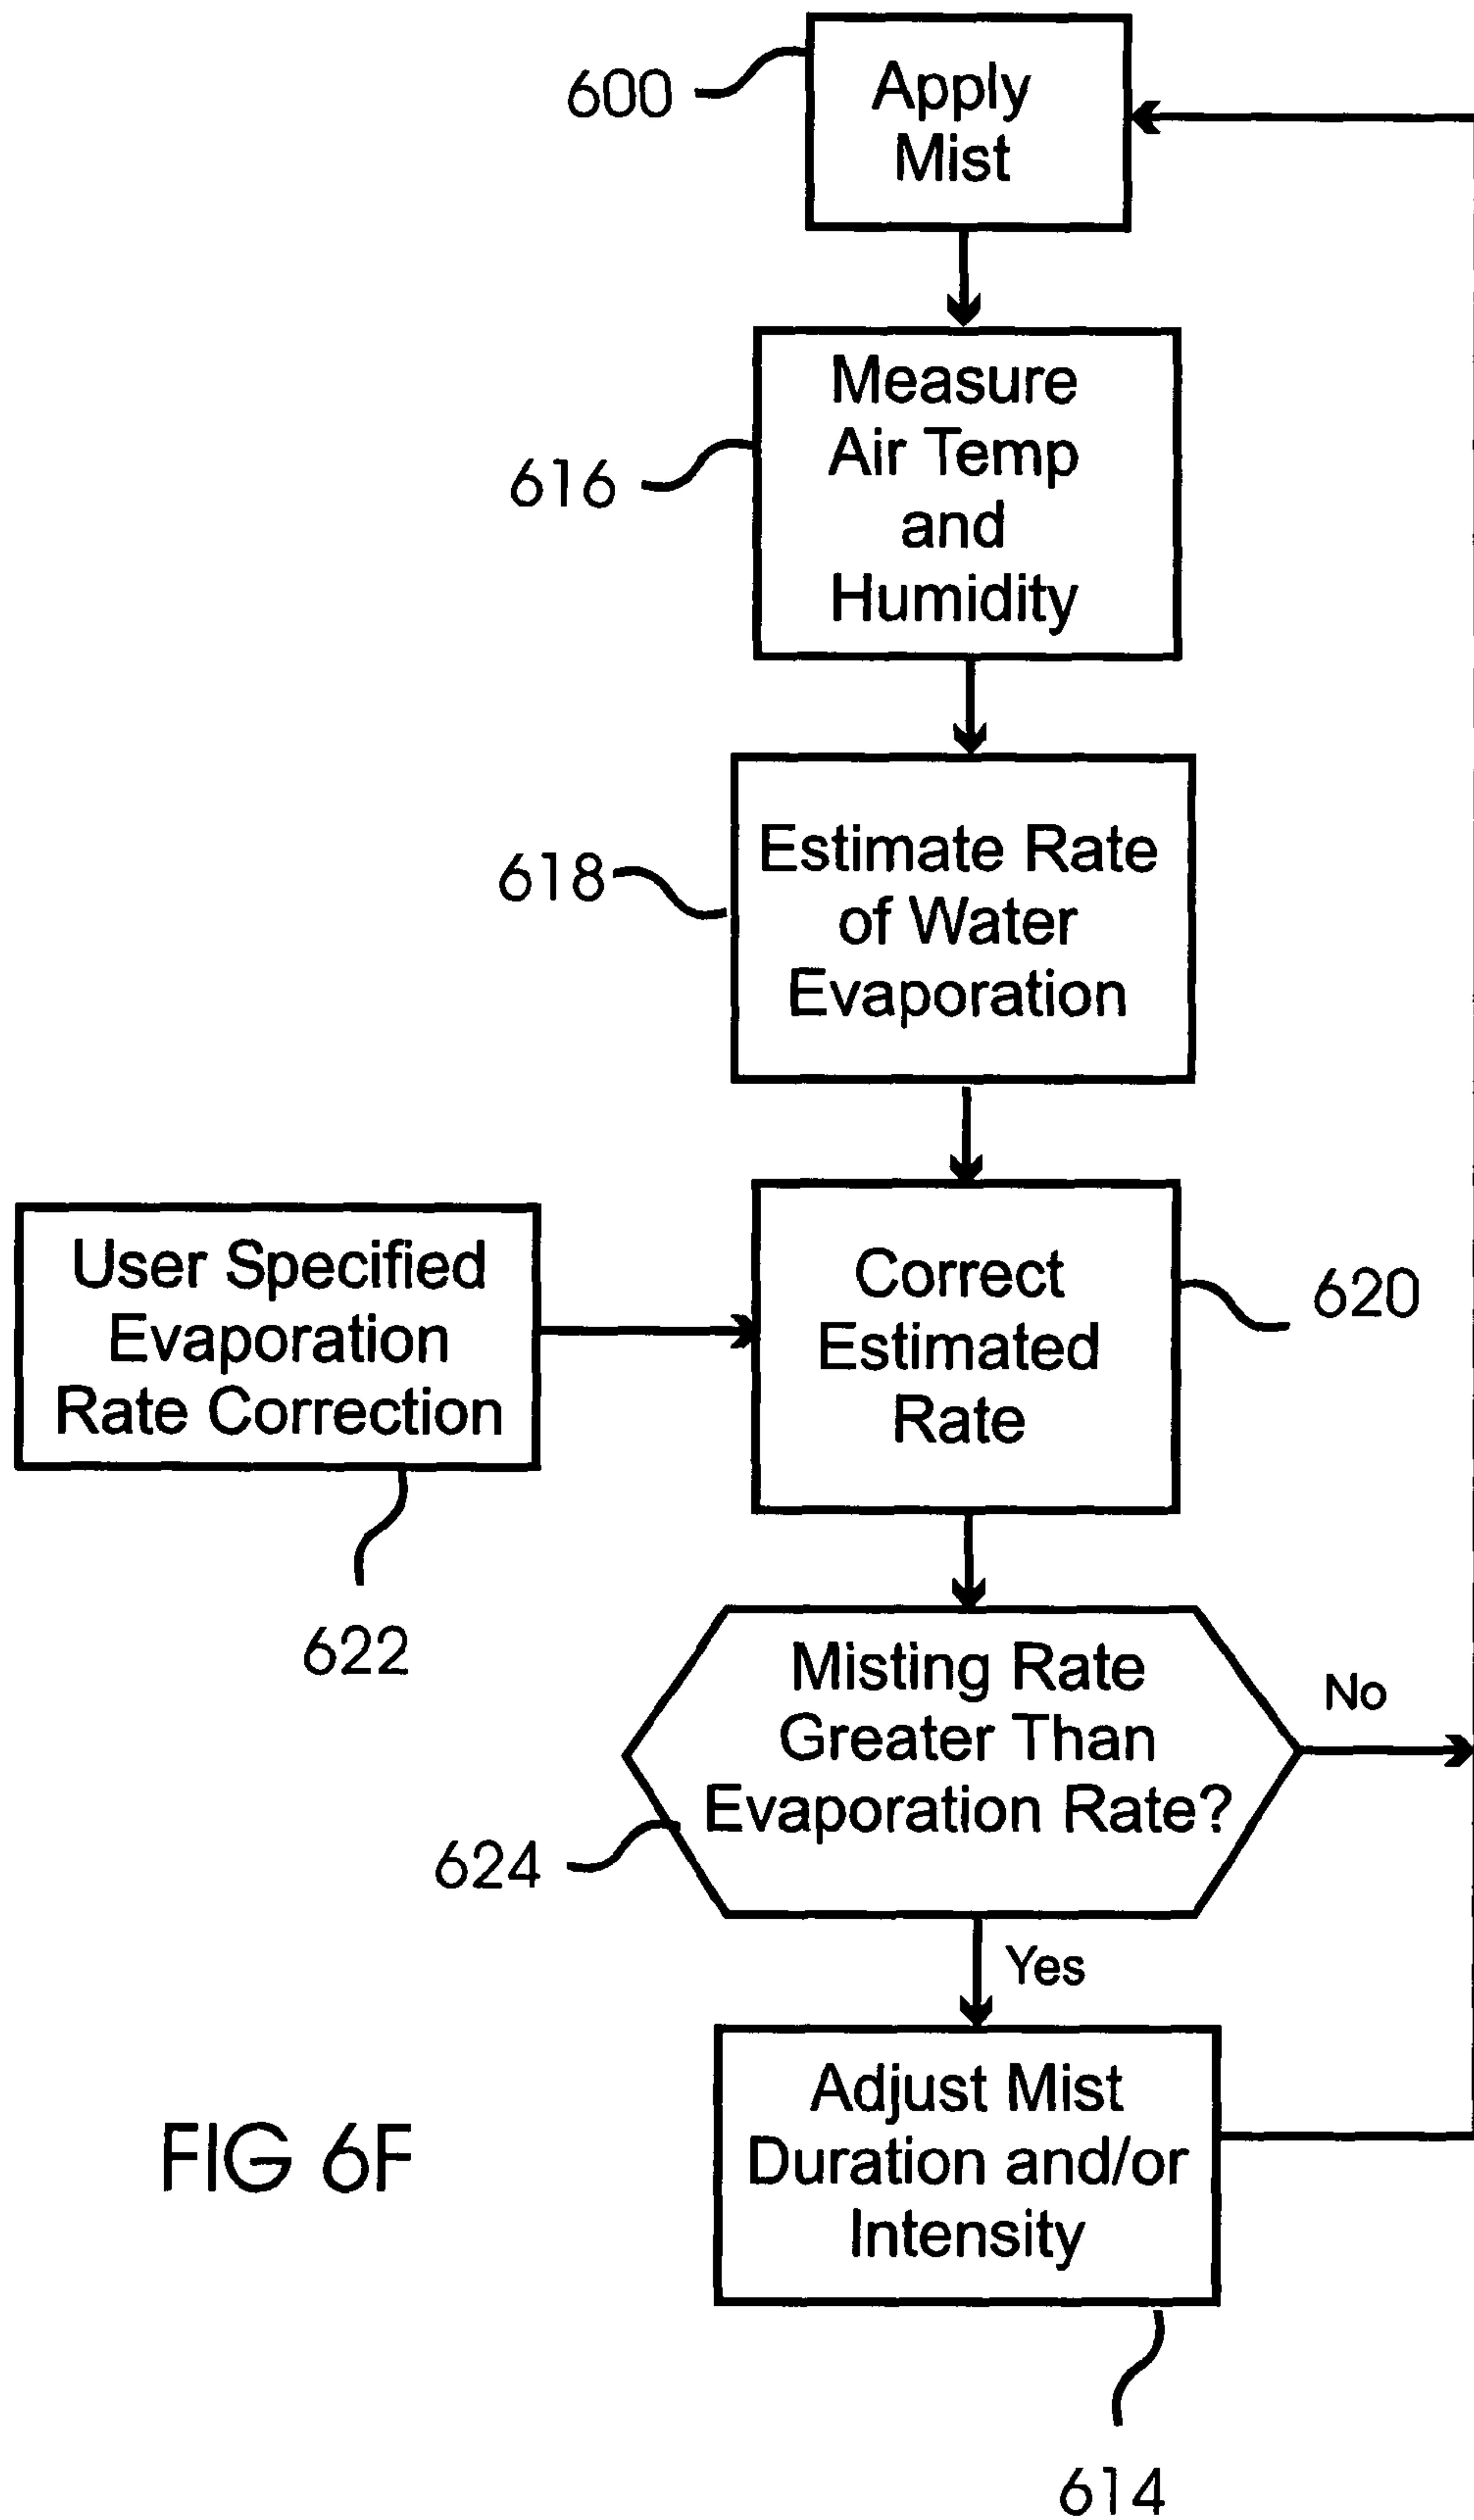 600
Apply
Mist
616
Measure
Air Temp
and
Humidity
618
Estimate Rate
of Water
Evaporation
User Specified
Evaporation
Rate Correction
622
Correct
Estimated
Rate
620
Misting Rate
Greater Than
Evaporation Rate?
624
No
Yes
Adjust Mist
Duration and/or
Intensity
614
FIG 6F